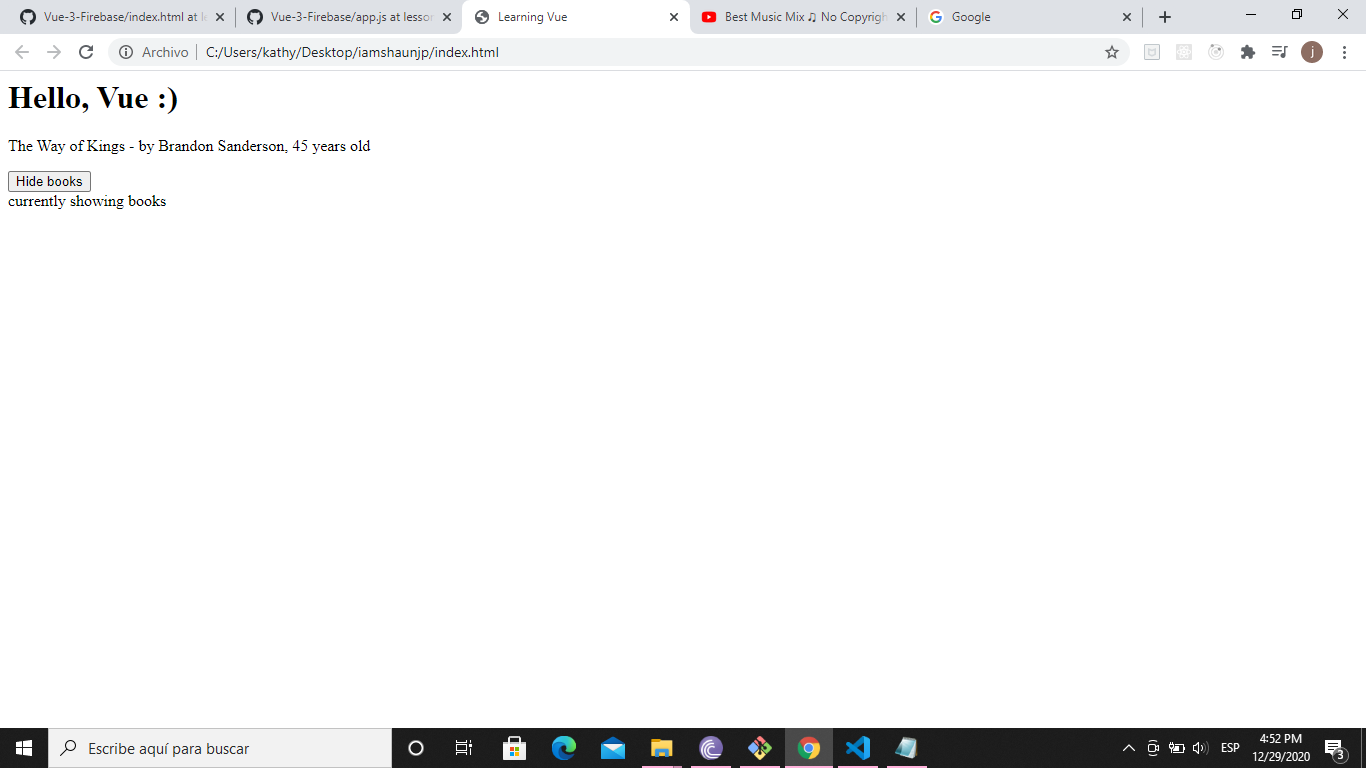 Vue-3-Firebase/index.html at le
Vue-3-Firebase/app.js at lesson
Learning Vue
Best Music Mix ♫ No Copyrigh
Google
Archivo
C:/Users/kathy/Desktop/iamshaunjp/index.html
j
Hello, Vue :)
The Way of Kings - by Brandon Sanderson, 45 years old
Hide books
currently showing books
Escribe aquí para buscar
ESP
4:52 PM
12/29/2020
3